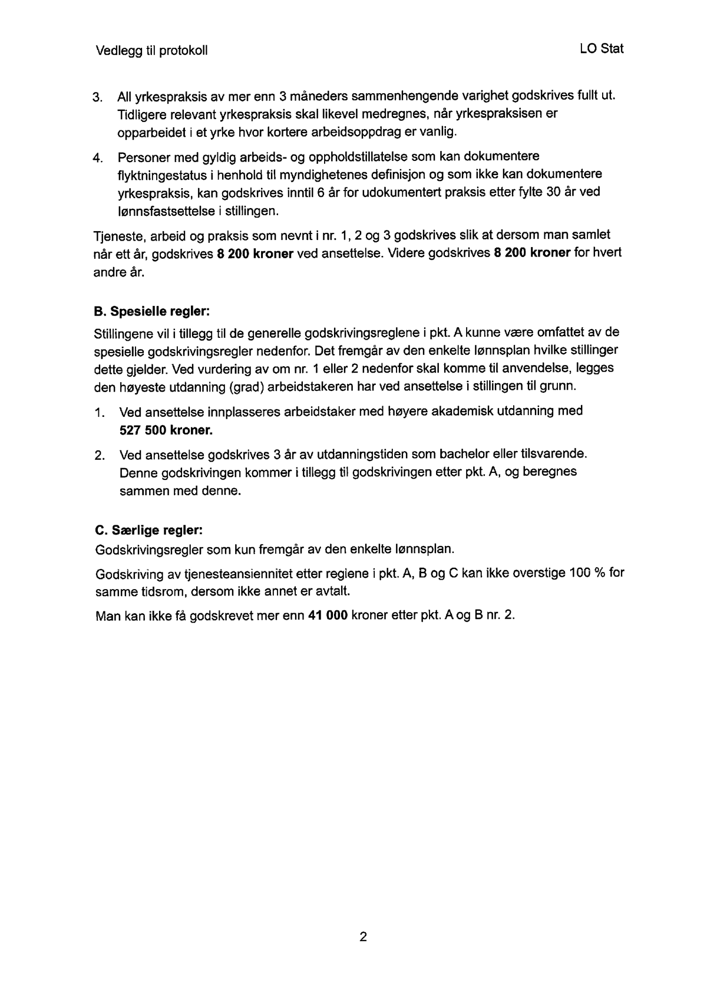 Vedlegg til protokoll
LO Stat
3. All yrkespraksis av mer enn 3 måneders sammenhengende varighet godskrives fullt ut.
Tidligere relevant yrkespraksis skal likevel medregnes, når yrkespraksisen er
opparbeidet i et yrke hvor kortere arbeidsoppdrag er vanlig.
4. Personer med gyldig arbeids- og oppholdstillatelse som kan dokumentere
flyktningestatus i henhold til myndighetenes definisjon og som ikke kan dokumentere
yrkespraksis, kan godskrives inntil 6 år for udokumentert praksis etter fylte 30 år ved
lønnsfastsettelse i stillingen.
Tjeneste, arbeid og praksis som nevnt i nr. 1, 2 og 3 godskrives slik at dersom man samlet
når ett år, godskrives 8 200 kroner ved ansettelse. Videre godskrives 8 200 kroner for hvert
andre år.
B. Spesielle regler:
Stillingene vil i tillegg til de generelle godskrivingsreglene i pkt. A kunne være omfattet av de
spesielle godskrivingsregler nedenfor. Det fremgår av den enkelte lønnsplan hvilke stillinger
dette gjelder. Ved vurdering av om nr. 1 eller 2 nedenfor skal komme til anvendelse, legges
den høyeste utdanning (grad) arbeidstakeren har ved ansettelse i stillingen til grunn.
1. Ved ansettelse innplasseres arbeidstaker med høyere akademisk utdanning med
527 500 kroner.
2. Ved ansettelse godskrives 3 år av utdanningstiden som bachelor eller tilsvarende.
Denne godskrivingen kommer i tillegg til godskrivingen etter pkt. A, og beregnes
sammen med denne.
C. Særlige regler:
Godskrivingsregler som kun fremgår av den enkelte lønnsplan.
Godskriving av tjenesteansiennitet etter reglene i pkt. A, B og C kan ikke overstige 100 % for
samme tidsrom, dersom ikke annet er avtalt.
Man kan ikke få godskrevet mer enn 41 000 kroner etter pkt. A og B nr. 2.
2